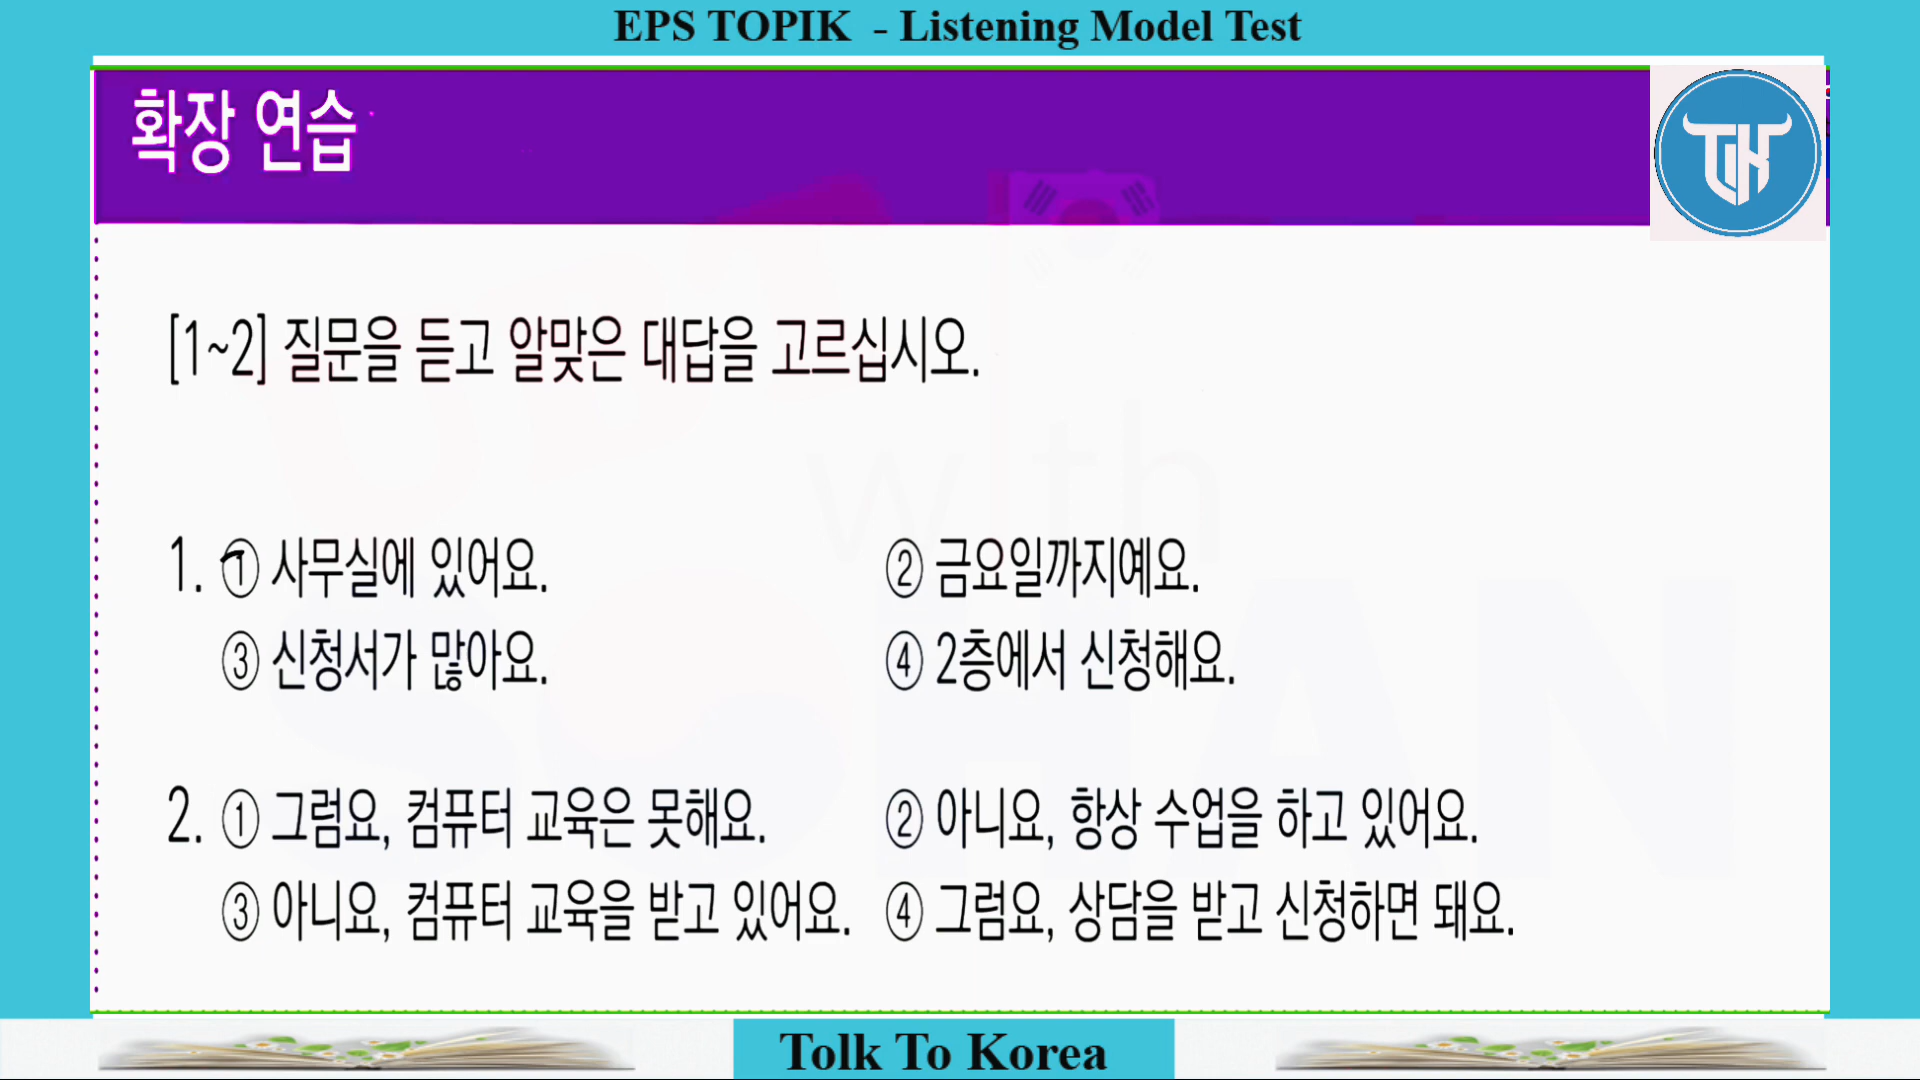 EPS TOPIK - Listening Model Test
확장 연습
[1~2] 질문을 듣고 알맞은 대답을 고르십시오.
1. ① 사무실에 있어요. ② 금요일까지예요.
③ 신청서가 많아요. ④ 2층에서 신청해요.
2. ① 그럼요, 컴퓨터 교육은 못해요. ② 아니요, 항상 수업을 하고 있어요.
③ 아니요, 컴퓨터 교육을 받고 있어요. ④ 그럼요, 상담을 받고 신청하면 돼요.
Tolk To Korea